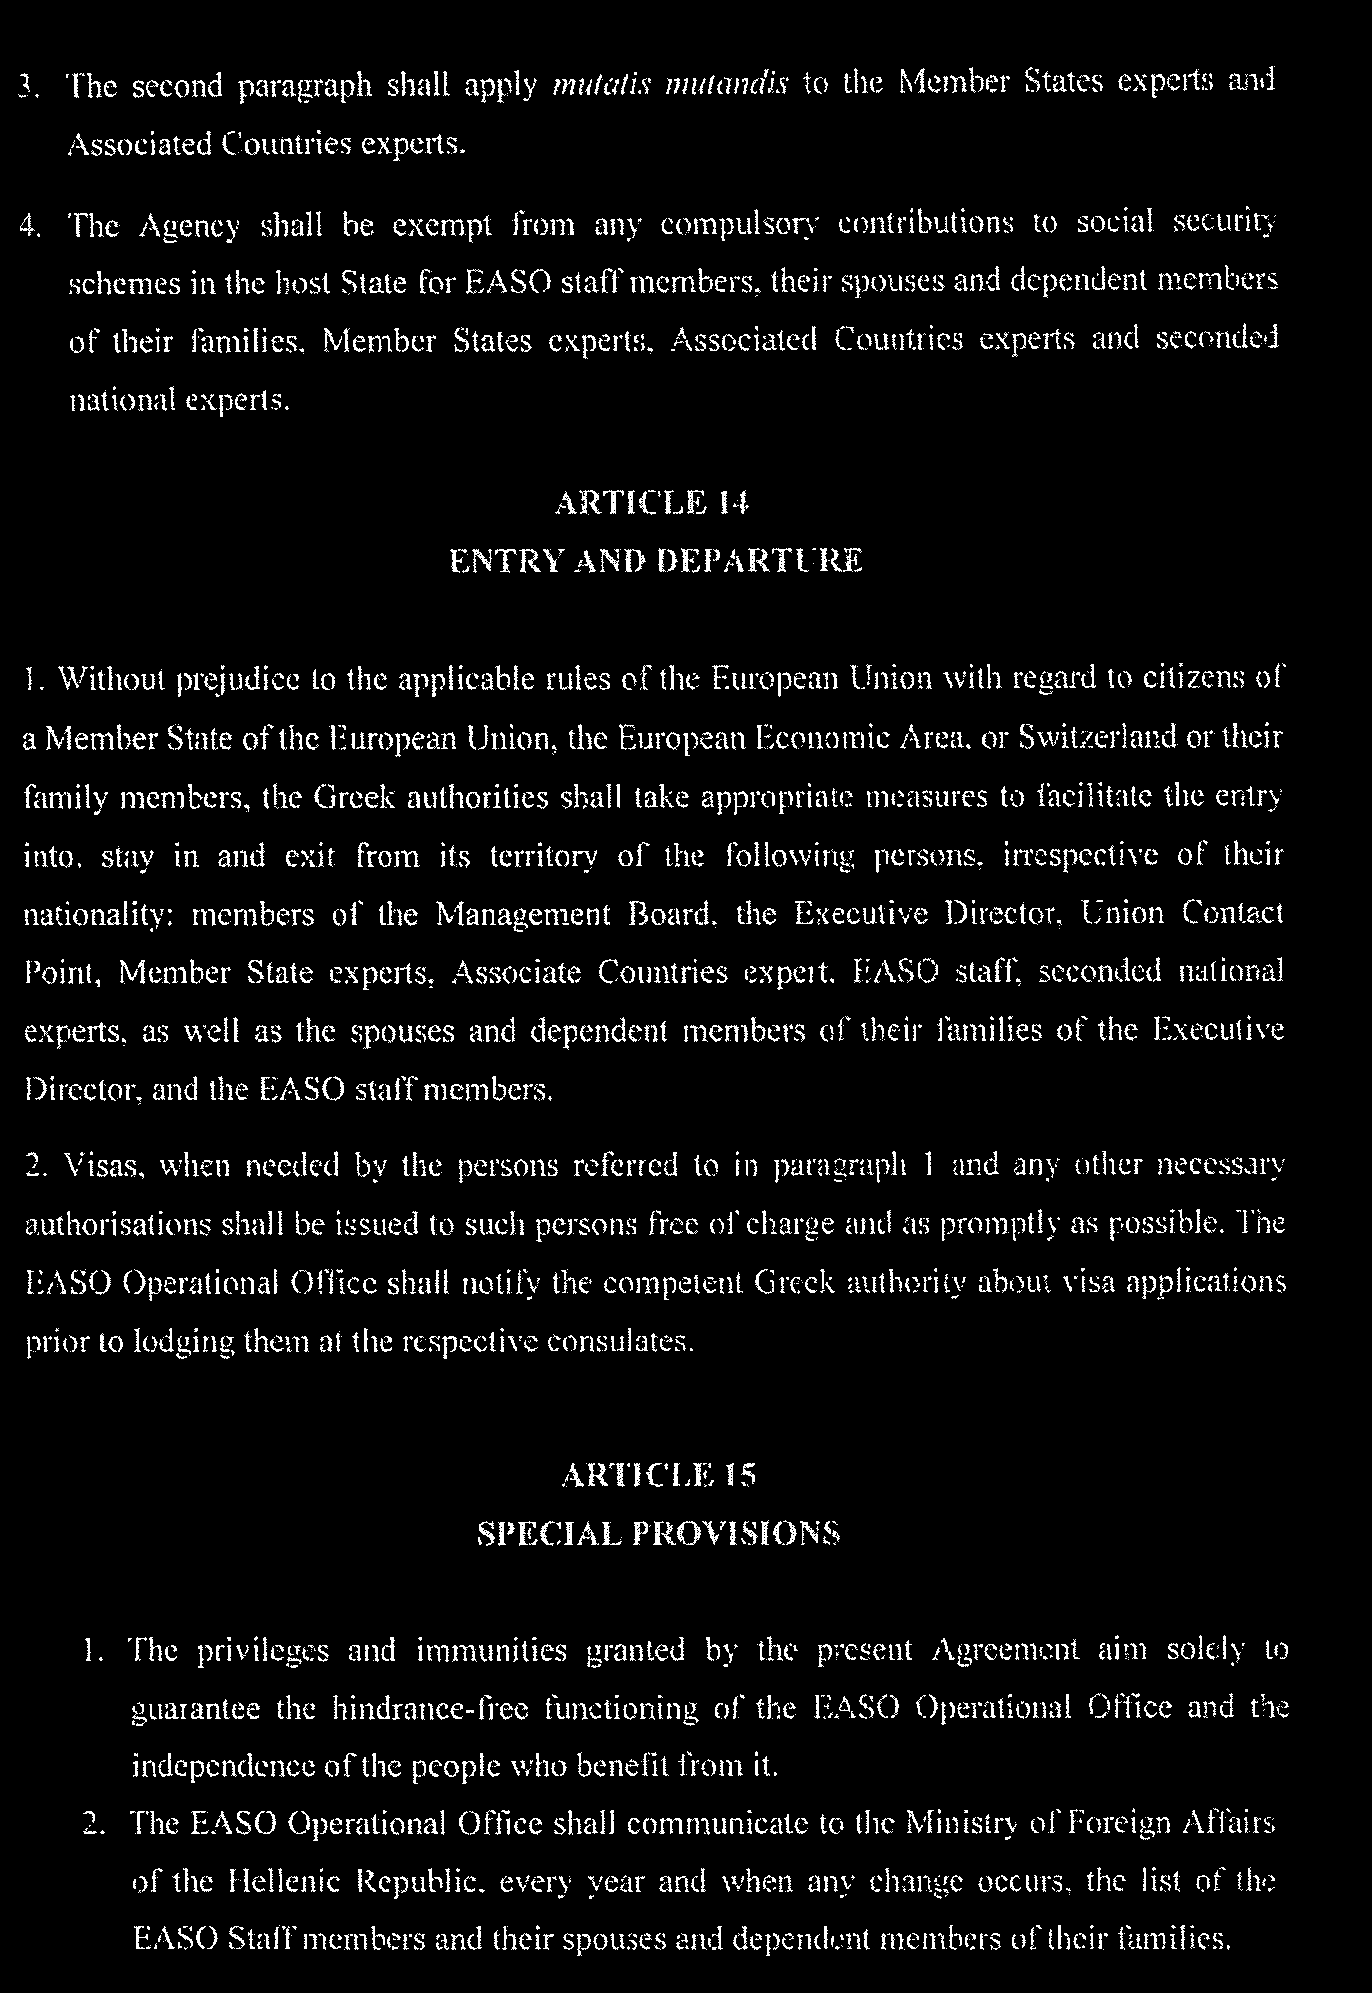 3. The second paragraph shall apply mutatis mutandis to the Member States experts and
Associated Countries experts.
4. The Agency shall be exempt from any compulsory contributions to social security
schemes in the host State for EASO staff members, their spouses and dependent members
of their families, Member States experts, Associated Countries experts and seconded
national experts.
ARTICLE 14
ENTRY AND DEPARTURE
1. Without prejudice to the applicable rules of the European Union with regard to citizens of
a Member State of the European Union, the European Economic Area, or Switzerland or their
family members, the Greek authorities shall take appropriate measures to facilitate the entry
into, stay in and exit from its territory of the following persons, irrespective of their
nationality: members of the Management Board, the Executive Director, Union Contact
Point, Member State experts, Associate Countries expert, EASO staff, seconded national
experts, as well as the spouses and dependent members of their families of the Executive
Director, and the EASO staff members.
2. Visas, when needed by the persons referred to in paragraph 1 and any other necessary
authorisations shall be issued to such persons free of charge and as promptly as possible. The
EASO Operational Office shall notify the competent Greek authority about visa applications
prior to lodging them at the respective consulates.
ARTICLE 15
SPECIAL PROVISIONS
1. The privileges and immunities granted by the present Agreement aim solely to
guarantee the hindrance-free functioning of the EASO Operational Office and the
independence of the people who benefit from it.
2. The EASO Operational Office shall communicate to the Ministry of Foreign Affairs
of the Hellenic Republic, every year and when any change occurs, the list of the
EASO Staff members and their spouses and dependent members of their families.